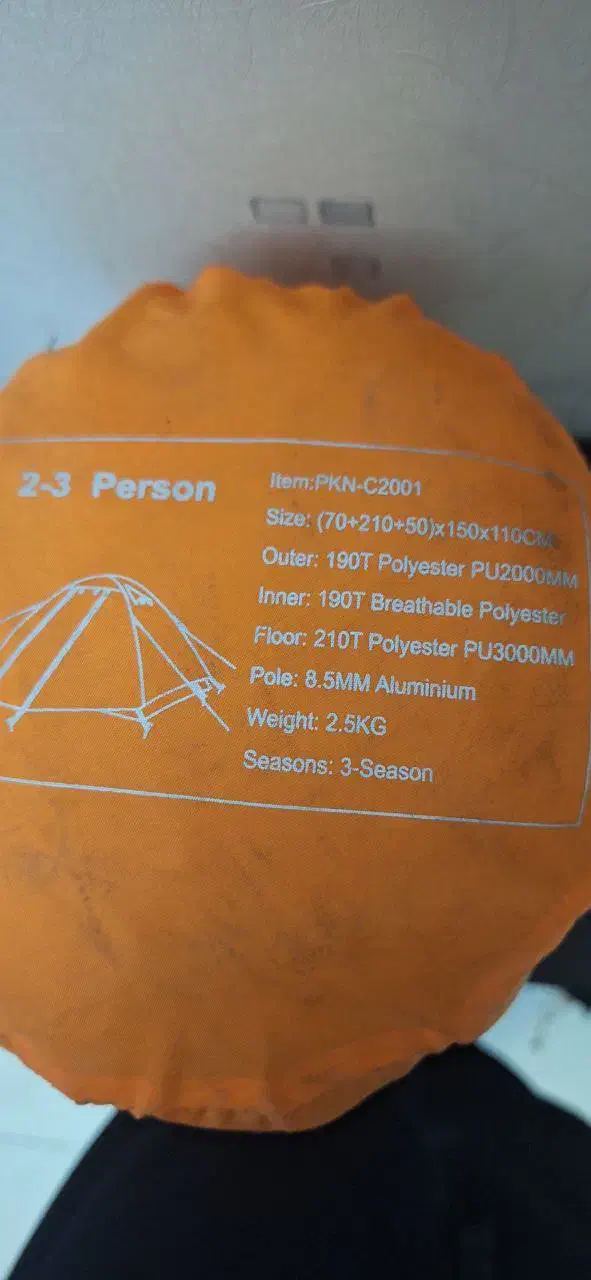 2-3 Person
Item:PKN-C2001
Size: (70+210+50)x150x110CM
Outer: 190T Polyester PU2000MM
Inner: 190T Breathable Polyester
Floor: 210T Polyester PU3000MM
Pole: 8.5MM Aluminium
Weight: 2.5KG
Seasons: 3-Season